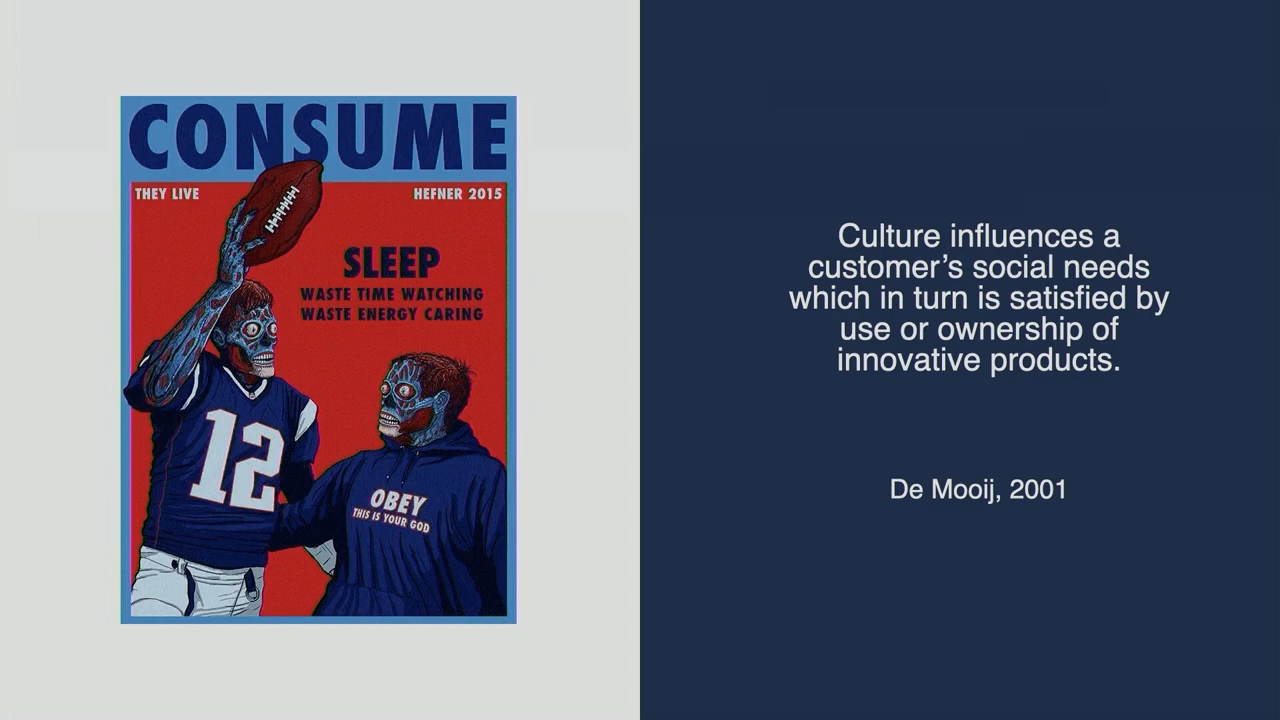 CONSUME
THEY LIVE
HEFNER 2015
SLEEP
WASTE TIME WATCHING
WASTE ENERGY CARING
12
OBEY
THIS IS YOUR GOD
Culture influences a
customer’s social needs
which in turn is satisfied by
use or ownership of
innovative products.
De Mooij, 2001